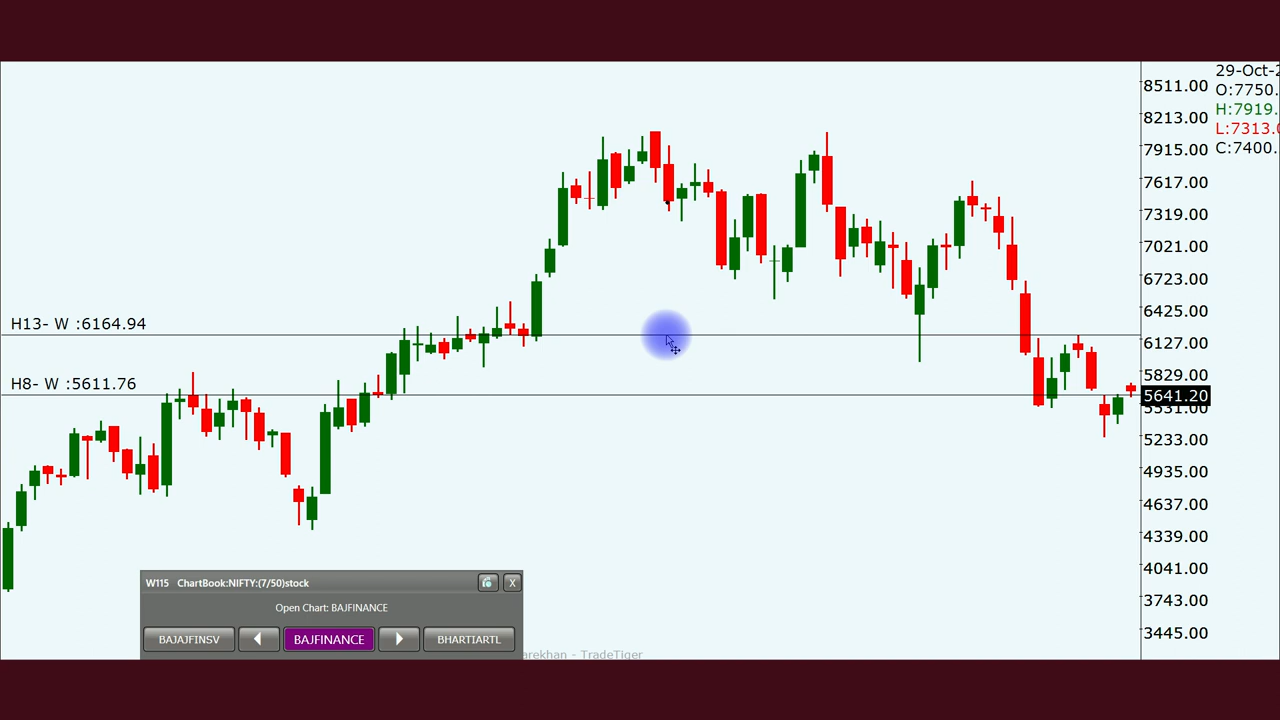 29-Oct-2
O:7750.
H:7919.
L:7313.0
C:7400.
8511.00
8213.00
7915.00
7617.00
7319.00
7021.00
6723.00
6425.00
H13- W :6164.94
6127.00
5829.00
H8- W :5611.76
5641.20
5531.00
5233.00
4935.00
4637.00
4339.00
4041.00
3743.00
3445.00
W115 ChartBook:NIFTY:(7/50)stock
X
Open Chart: BAJFINANCE
BAJAJFINSV
BAJFINANCE
BHARTIARTL
arekhan - TradeTiger